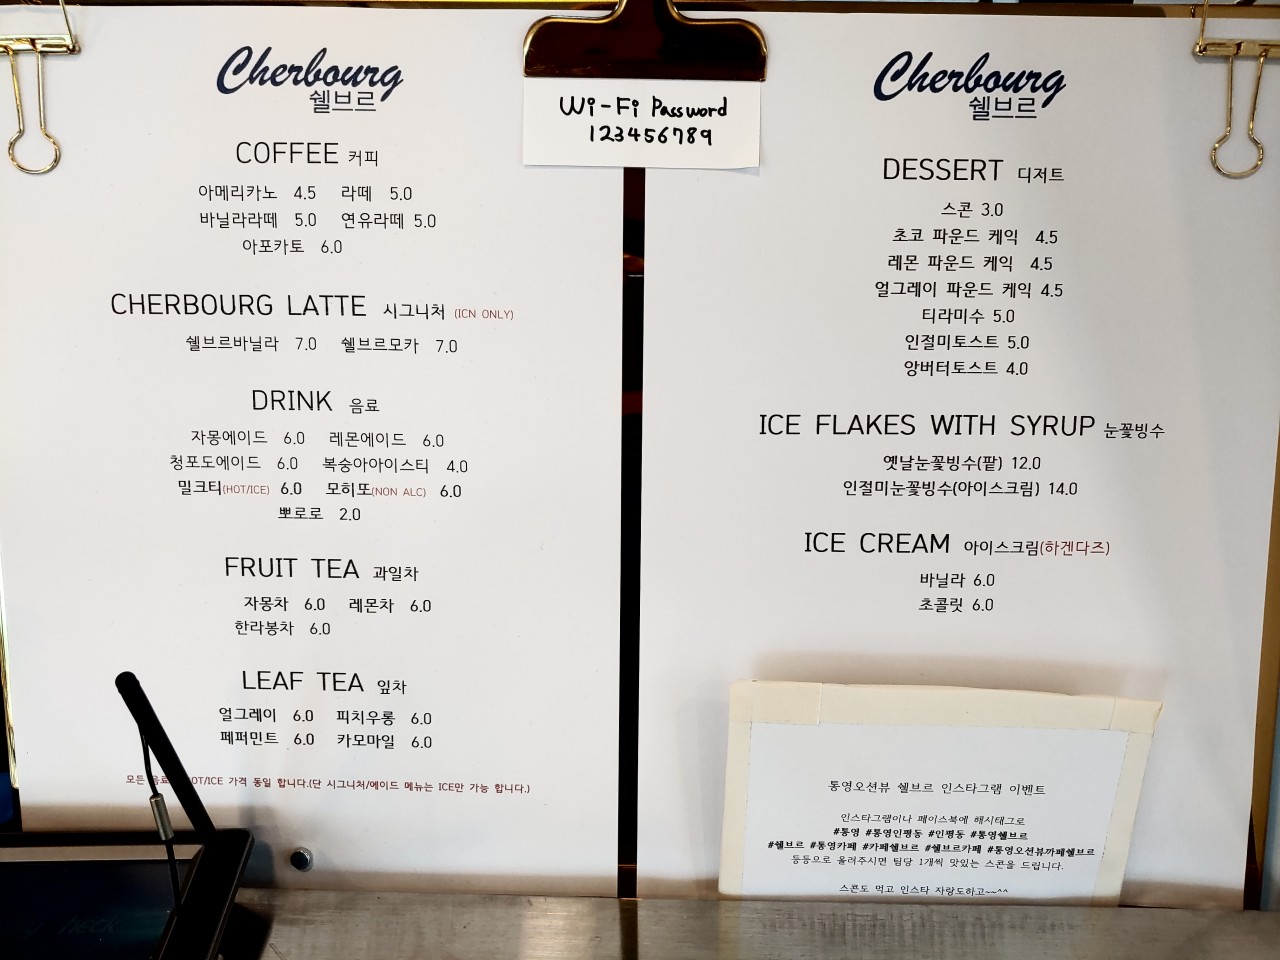 Cherbourg
쉘브르
COFFEE 커피
아메리카노 4.5 라떼 5.0
바닐라라떼 5.0 연유라떼 5.0
아포카토 6.0
CHERBOURG LATTE 시그니처 (ICN ONLY)
쉘브르바닐라 7.0 쉘브르모카 7.0
DRINK 음료
자몽에이드 6.0 레몬에이드 6.0
청포도에이드 6.0 복숭아아이스티 4.0
밀크티(HOT/ICE) 6.0 모히또(NON ALC) 6.0
뽀로로 2.0
FRUIT TEA 과일차
자몽차 6.0 레몬차 6.0
한라봉차 6.0
LEAF TEA 잎차
얼그레이 6.0 피치우롱 6.0
페퍼민트 6.0 카모마일 6.0
모든 음료 HOT/ICE 가격 동일 합니다.(단 시그니처/에이드 메뉴는 ICE만 가능 합니다.)
Wi-Fi Password
123456789
Cherbourg
쉘브르
DESSERT 디저트
스콘 3.0
초코 파운드 케익 4.5
레몬 파운드 케익 4.5
얼그레이 파운드 케익 4.5
티라미수 5.0
인절미토스트 5.0
앙버터토스트 4.0
ICE FLAKES WITH SYRUP 눈꽃빙수
옛날눈꽃빙수(팥) 12.0
인절미눈꽃빙수(아이스크림) 14.0
ICE CREAM 아이스크림(하겐다즈)
바닐라 6.0
초콜릿 6.0
통영오션뷰 쉘브르 인스타그램 이벤트
인스타그램이나 페이스북에 해시태그로
#통영 #통영인평동 #인평동 #통영쉘브르
#쉘브르 #통영카페 #카페쉘브르 #쉘브르카페 #통영오션뷰까페쉘브르
등등으로 올려주시면 팀당 1개씩 맛있는 스콘을 드립니다.
스콘도 먹고 인스타 자랑도하고~~^^